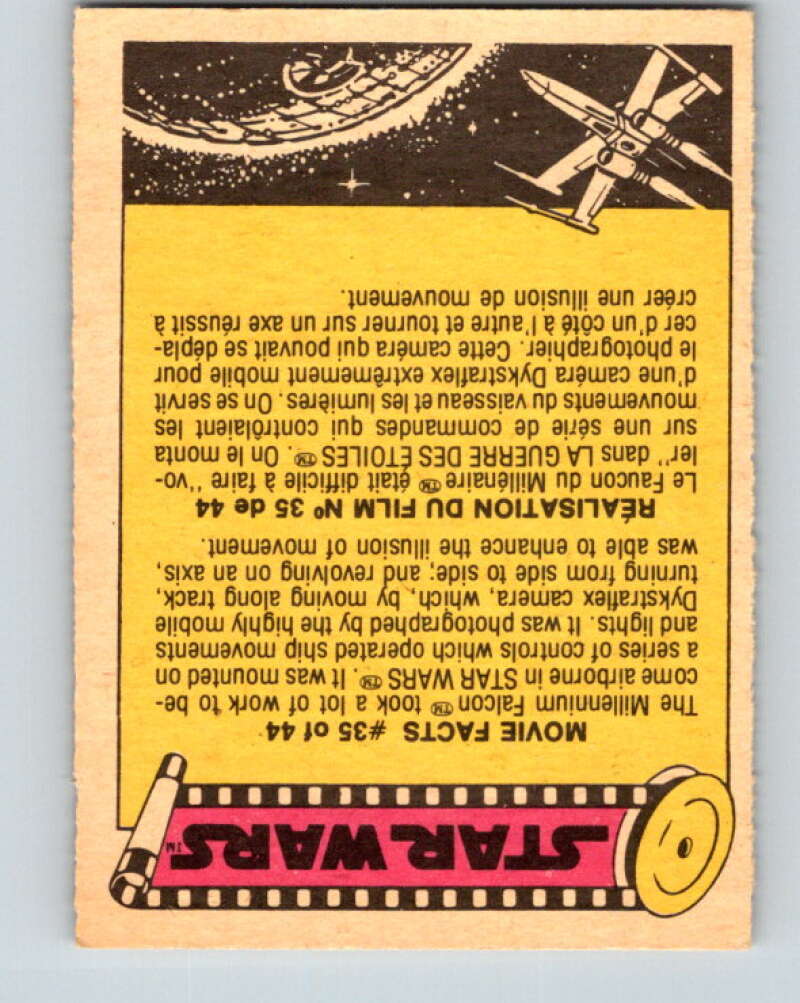 STAR WARS™
MOVIE FACTS #35 of 44
The Millennium Falcon™ took a lot of work to be-
come airborne in STAR WARS™. It was mounted on
a series of controls which operated ship movements
and lights. It was photographed by the highly mobile
Dykstraflex camera, which, by moving along track,
turning from side to side; and revolving on an axis,
was able to enhance the illusion of movement.
RÉALISATION DU FILM Nº 35 de 44
Le Faucon du Millénaire™ était difficile à faire "vo-
ler" dans LA GUERRE DES ÉTOILES™. On le monta
sur une série de commandes qui contrôlaient les
mouvements du vaisseau et les lumières. On se servit
d'une caméra Dykstraflex extrêmement mobile pour
le photographier. Cette caméra qui pouvait se dépla-
cer d'un côté à l'autre et tourner sur un axe réussit à
créer une illusion de mouvement.